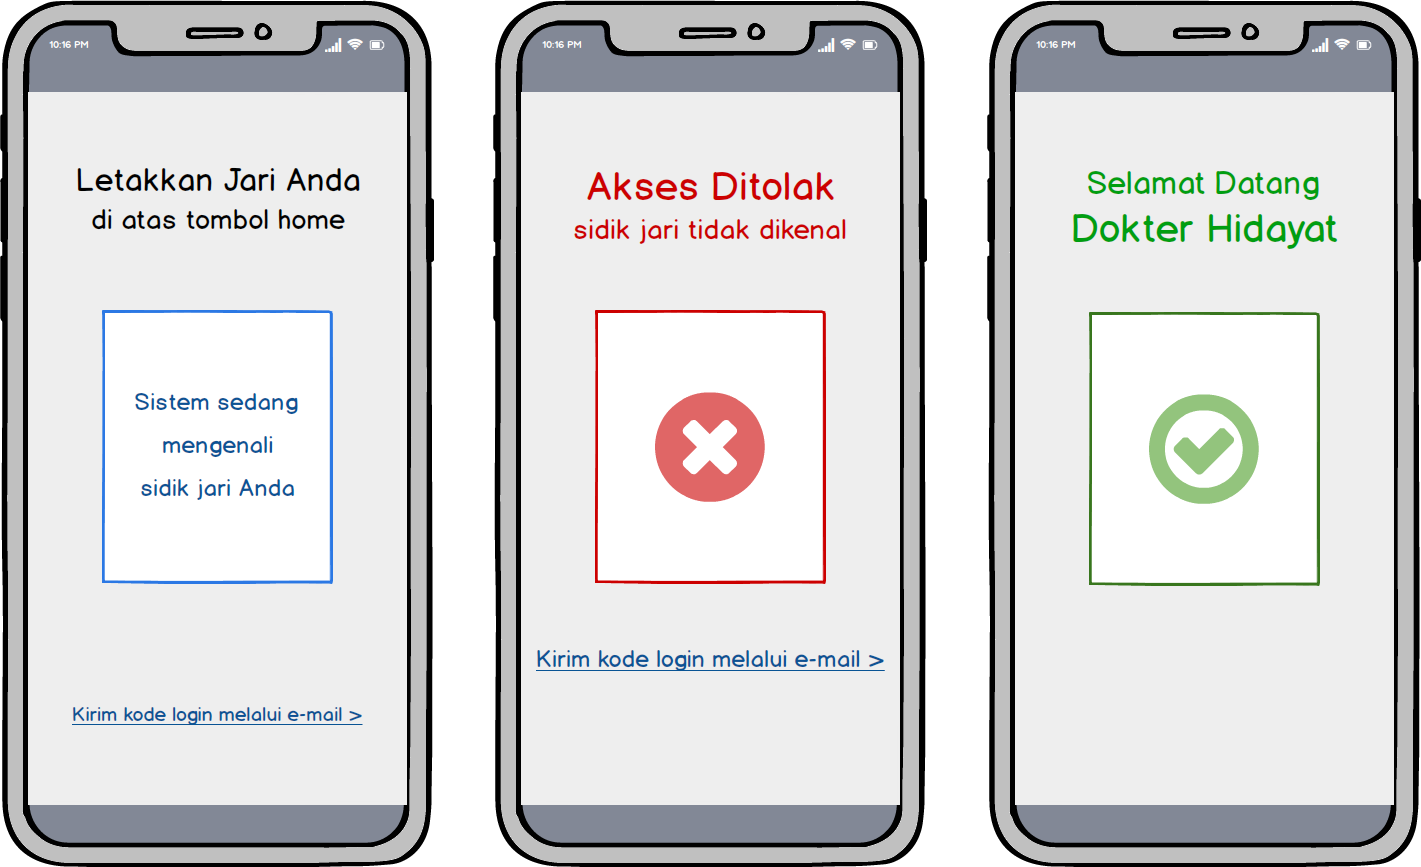 10:16 PM
Letakkan Jari Anda
di atas tombol home
Sistem sedang
mengenali
sidik jari Anda
Kirim kode login melalui e-mail >
10:16 PM
Akses Ditolak
sidik jari tidak dikenal
Kirim kode login melalui e-mail >
10:16 PM
Selamat Datang
Dokter Hidayat